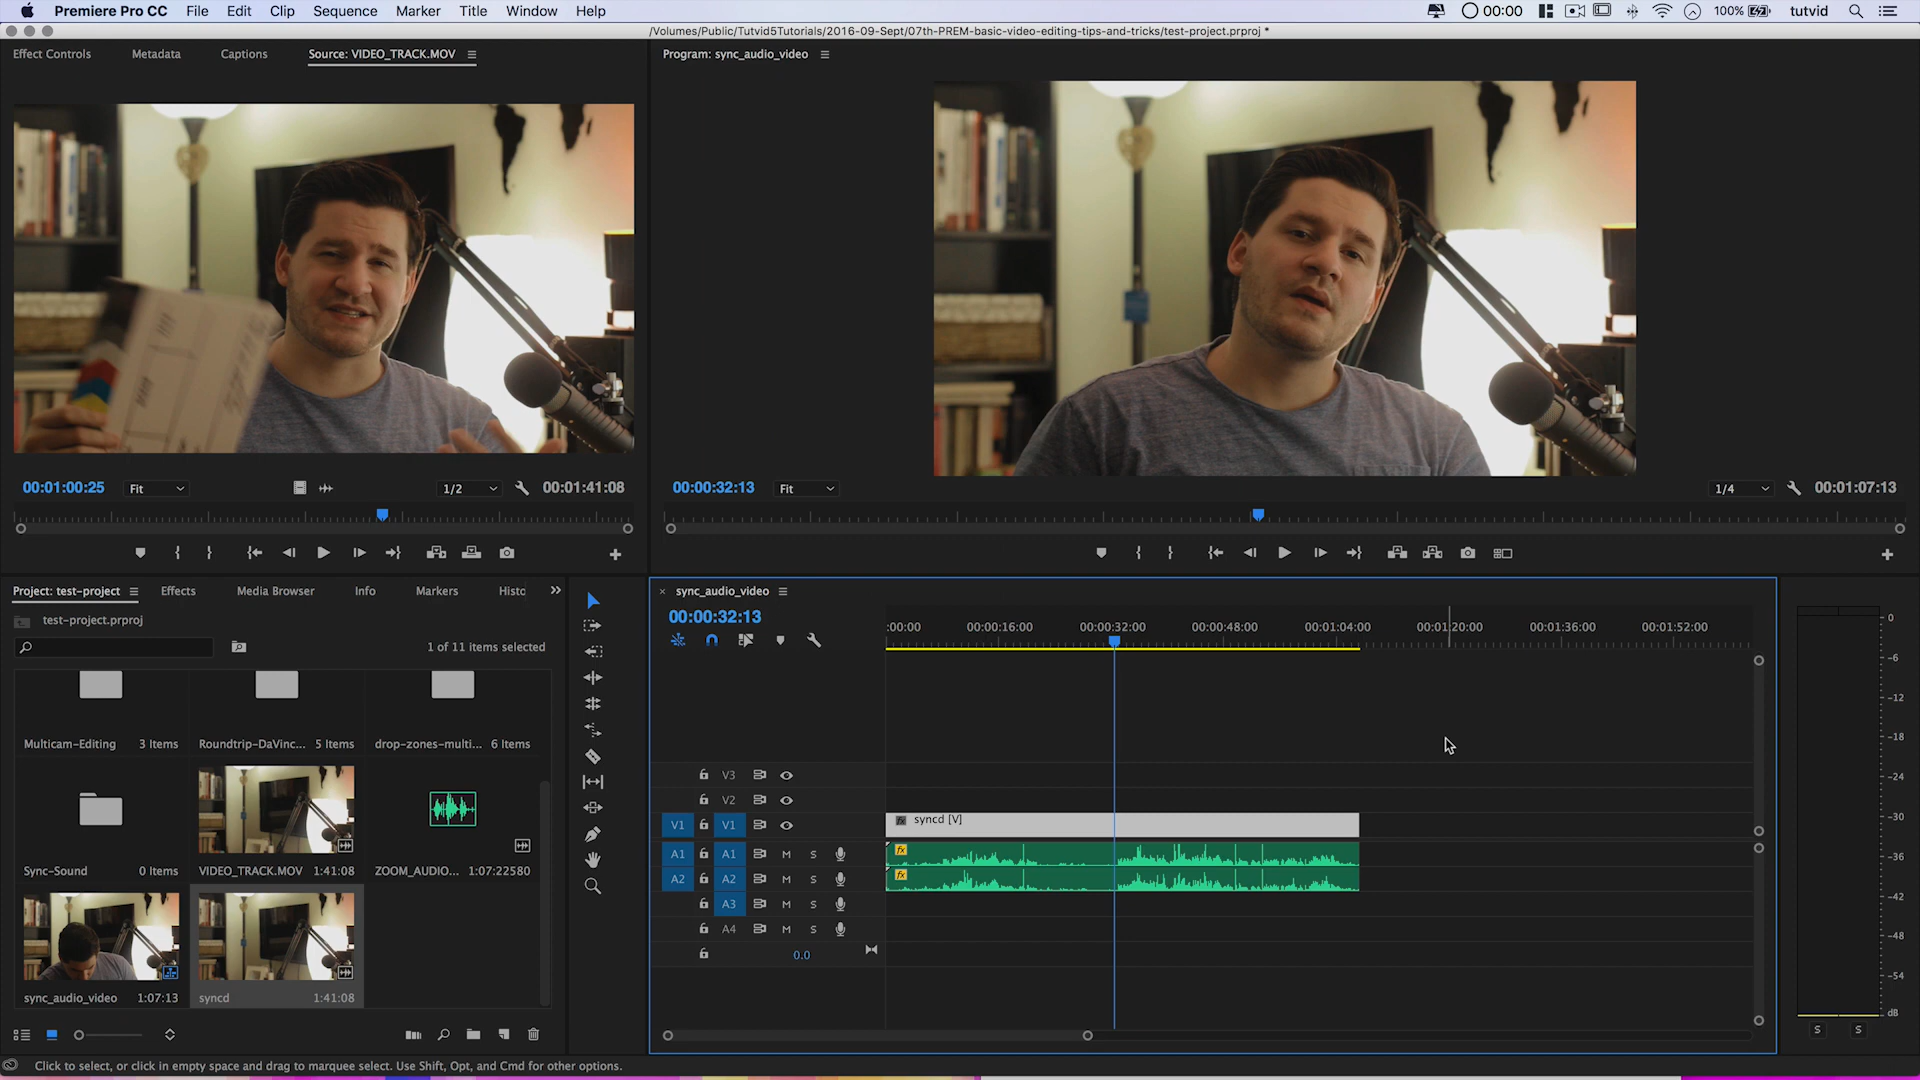 Premiere Pro CC File Edit Clip Sequence Marker Title Window Help 00:00 100% tutvid
/Volumes/Public/Tutvid5Tutorials/2016-09-Sept/07th-PREM-basic-video-editing-tips-and-tricks/test-project.prproj *
Effect Controls Metadata Captions Source: VIDEO_TRACK.MOV
Program: sync_audio_video
00:01:00:25 Fit 1/2 00:01:41:08
00:00:32:13 Fit 1/4 00:01:07:13
Project: test-project Effects Media Browser Info Markers Histo
test-project.prproj
1 of 11 items selected
Multicam-Editing 3 Items Roundtrip-DaVinc... 5 Items drop-zones-multi... 6 Items
Sync-Sound 0 Items VIDEO_TRACK.MOV 1:41:08 ZOOM_AUDIO... 1:07:22580
sync_audio_video 1:07:13 syncd 1:41:08
sync_audio_video
00:00:32:13
:00:00 00:00:16:00 00:00:32:00 00:00:48:00 00:01:04:00 00:01:20:00 00:01:36:00 00:01:52:00
V3
V2
V1 V1 fx syncd [V]
A1 A1 M S fx
A2 A2 M S fx
A3 M S
A4 M S
0.0
0
-6
-12
-18
-24
-30
-36
-42
-48
-54
dB
S S
Click to select, or click in empty space and drag to marquee select. Use Shift, Opt, and Cmd for other options.